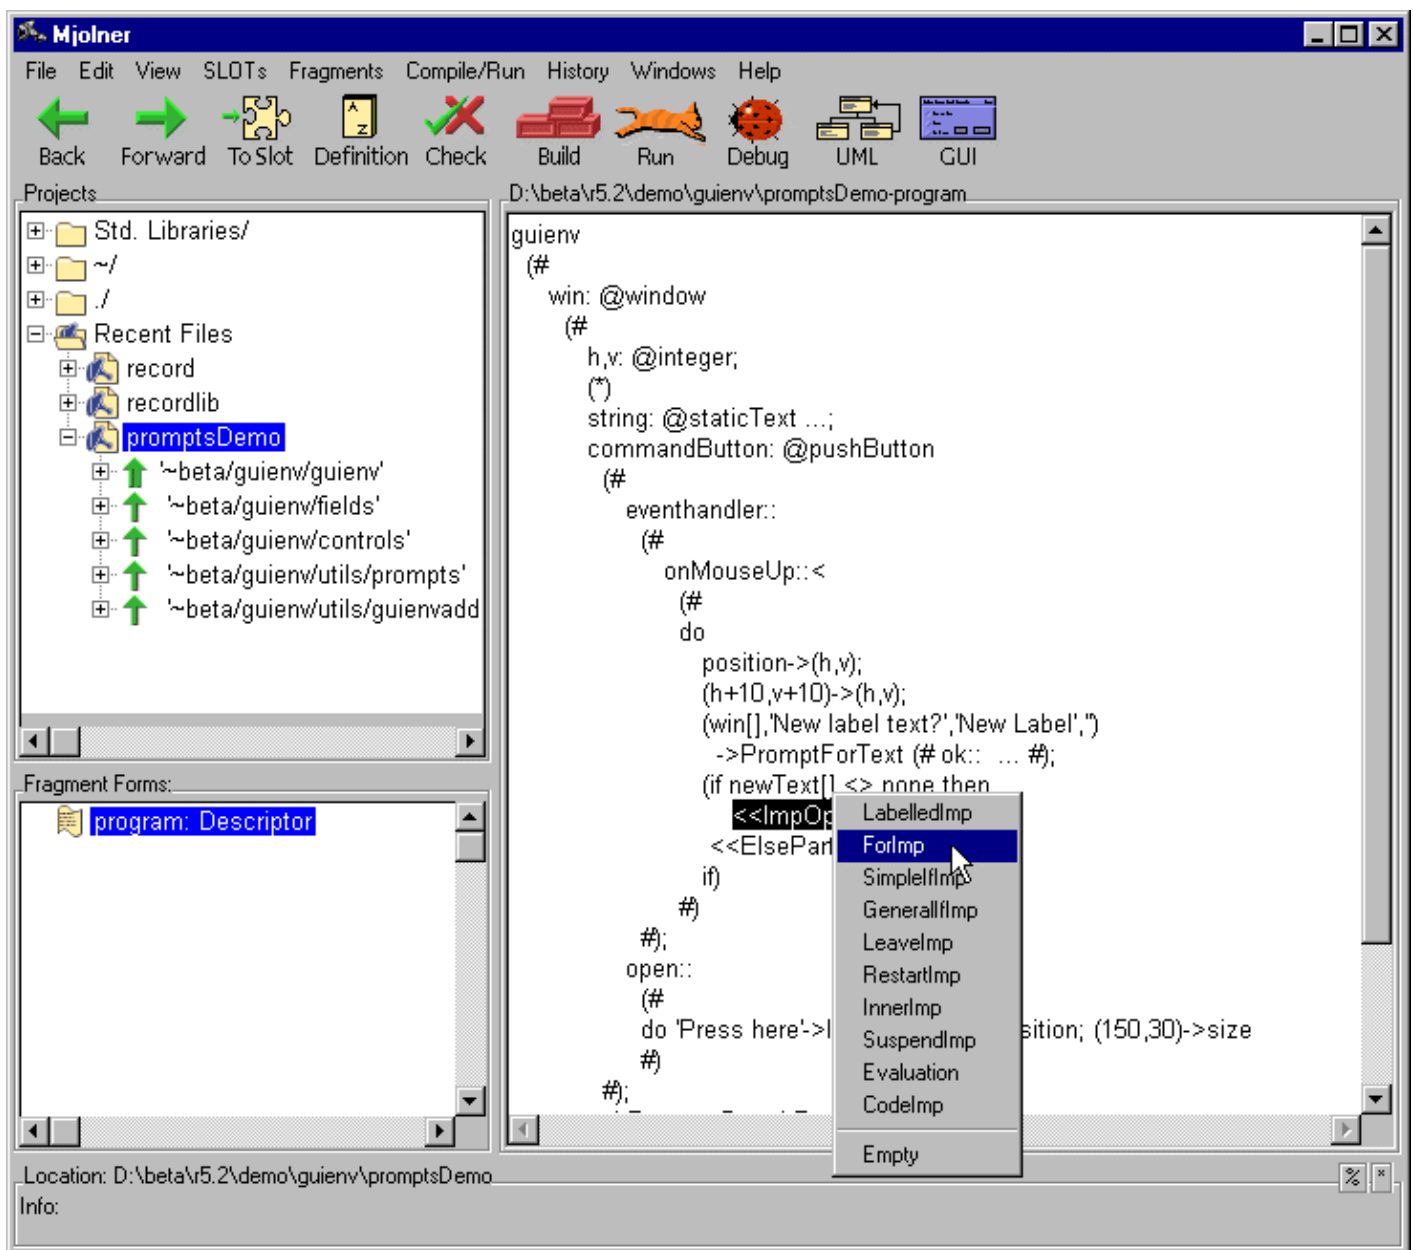 Mjolner
File Edit View SLOTs Fragments Compile/Run History Windows Help
Back Forward To Slot Definition Check Build Run Debug UML GUI
Projects
Std. Libraries/
~/
./
Recent Files
record
recordlib
promptsDemo
'~beta/guienv/guienv'
'~beta/guienv/fields'
'~beta/guienv/controls'
'~beta/guienv/utils/prompts'
'~beta/guienv/utils/guienvadd
Fragment Forms:
program: Descriptor
D:\beta\r5.2\demo\guienv\promptsDemo-program
guienv
(#
win: @window
(#
h,v: @integer;
(*)
string: @staticText ...;
commandButton: @pushButton
(#
eventhandler::
(#
onMouseUp::<
(#
do
position->(h,v);
(h+10,v+10)->(h,v);
(win[],'New label text?','New Label','')
->PromptForText (# ok:: ... #);
(if newText[] <> none then
<<ImpOp
<<ElsePart
if)
#)
#);
open::
(#
do 'Press here'->l sition; (150,30)->size
#)
#);
LabelledImp
ForImp
SimpleIfImp
GeneralIfImp
LeaveImp
RestartImp
InnerImp
SuspendImp
Evaluation
CodeImp
Empty
Location: D:\beta\r5.2\demo\guienv\promptsDemo
% *
Info: